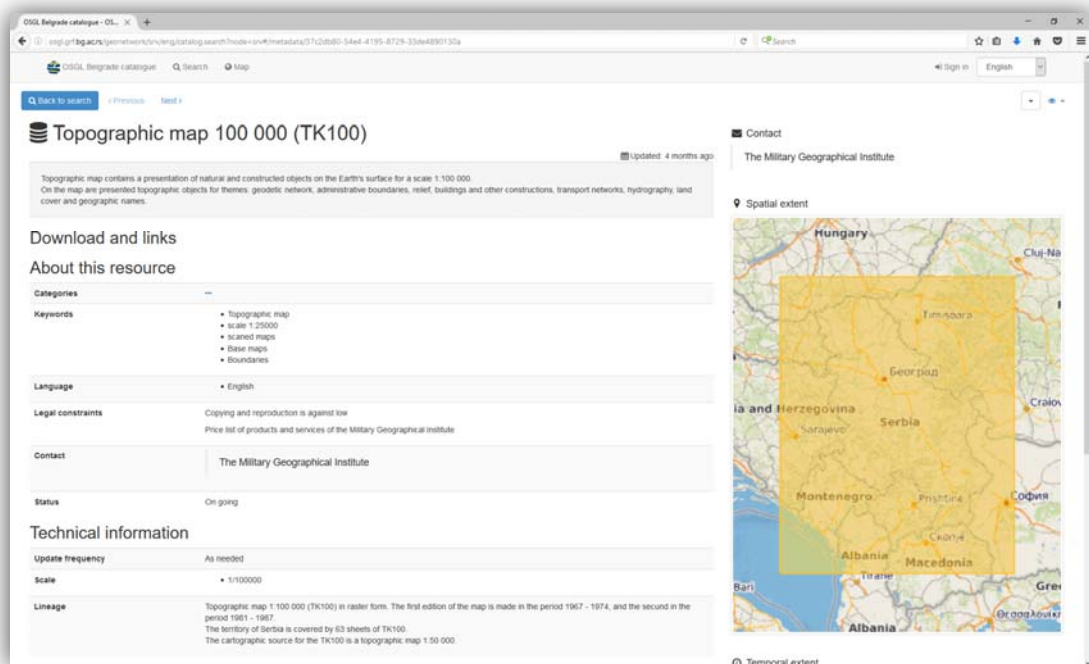 OSGL Belgrade catalogue - OS... × +
osgl.grf.bg.ac.rs/geonetwork/srv/eng/catalog.search?node=srv#/metadata/37c2db80-54e4-4195-8729-33de4890130a
Search
OSGL Belgrade catalogue Search Map
Sign in English
Back to search Previous Next
Topographic map 100 000 (TK100)
Updated: 4 months ago
Topographic map contains a presentation of natural and constructed objects on the Earth's surface for a scale 1:100 000.
On the map are presented topographic objects for themes: geodetic network, administrative boundaries, relief, buildings and other constructions, transport networks, hydrography, land
cover and geographic names.
Download and links
About this resource
Categories
Keywords
• Topographic map
• scale 1:25000
• scaned maps
• Base maps
• Boundaries
Language • English
Legal constraints Copying and reproduction is against low
Price list of products and services of the Military Geographical Institute
Contact The Military Geographical Institute
Status On going
Technical information
Update frequency As needed
Scale • 1/100000
Lineage Topographic map 1:100 000 (TK100) in raster form. The first edition of the map is made in the period 1967 - 1974, and the second in the
period 1981 - 1987.
The territory of Serbia is covered by 63 sheets of TK100.
The cartographic source for the TK100 is a topographic map 1:50 000.
Contact
The Military Geographical Institute
Spatial extent
Hungary
Cluj-Na
Timișoara
Београд
Craiov
ia and Herzegovina
Serbia
Sarajevo
Montenegro
Prishtinë
София
Скопје
Albania
Macedonia
Tiranë
Bari
Gree
Θεσσαλονίκη
Albania
Temporal extent